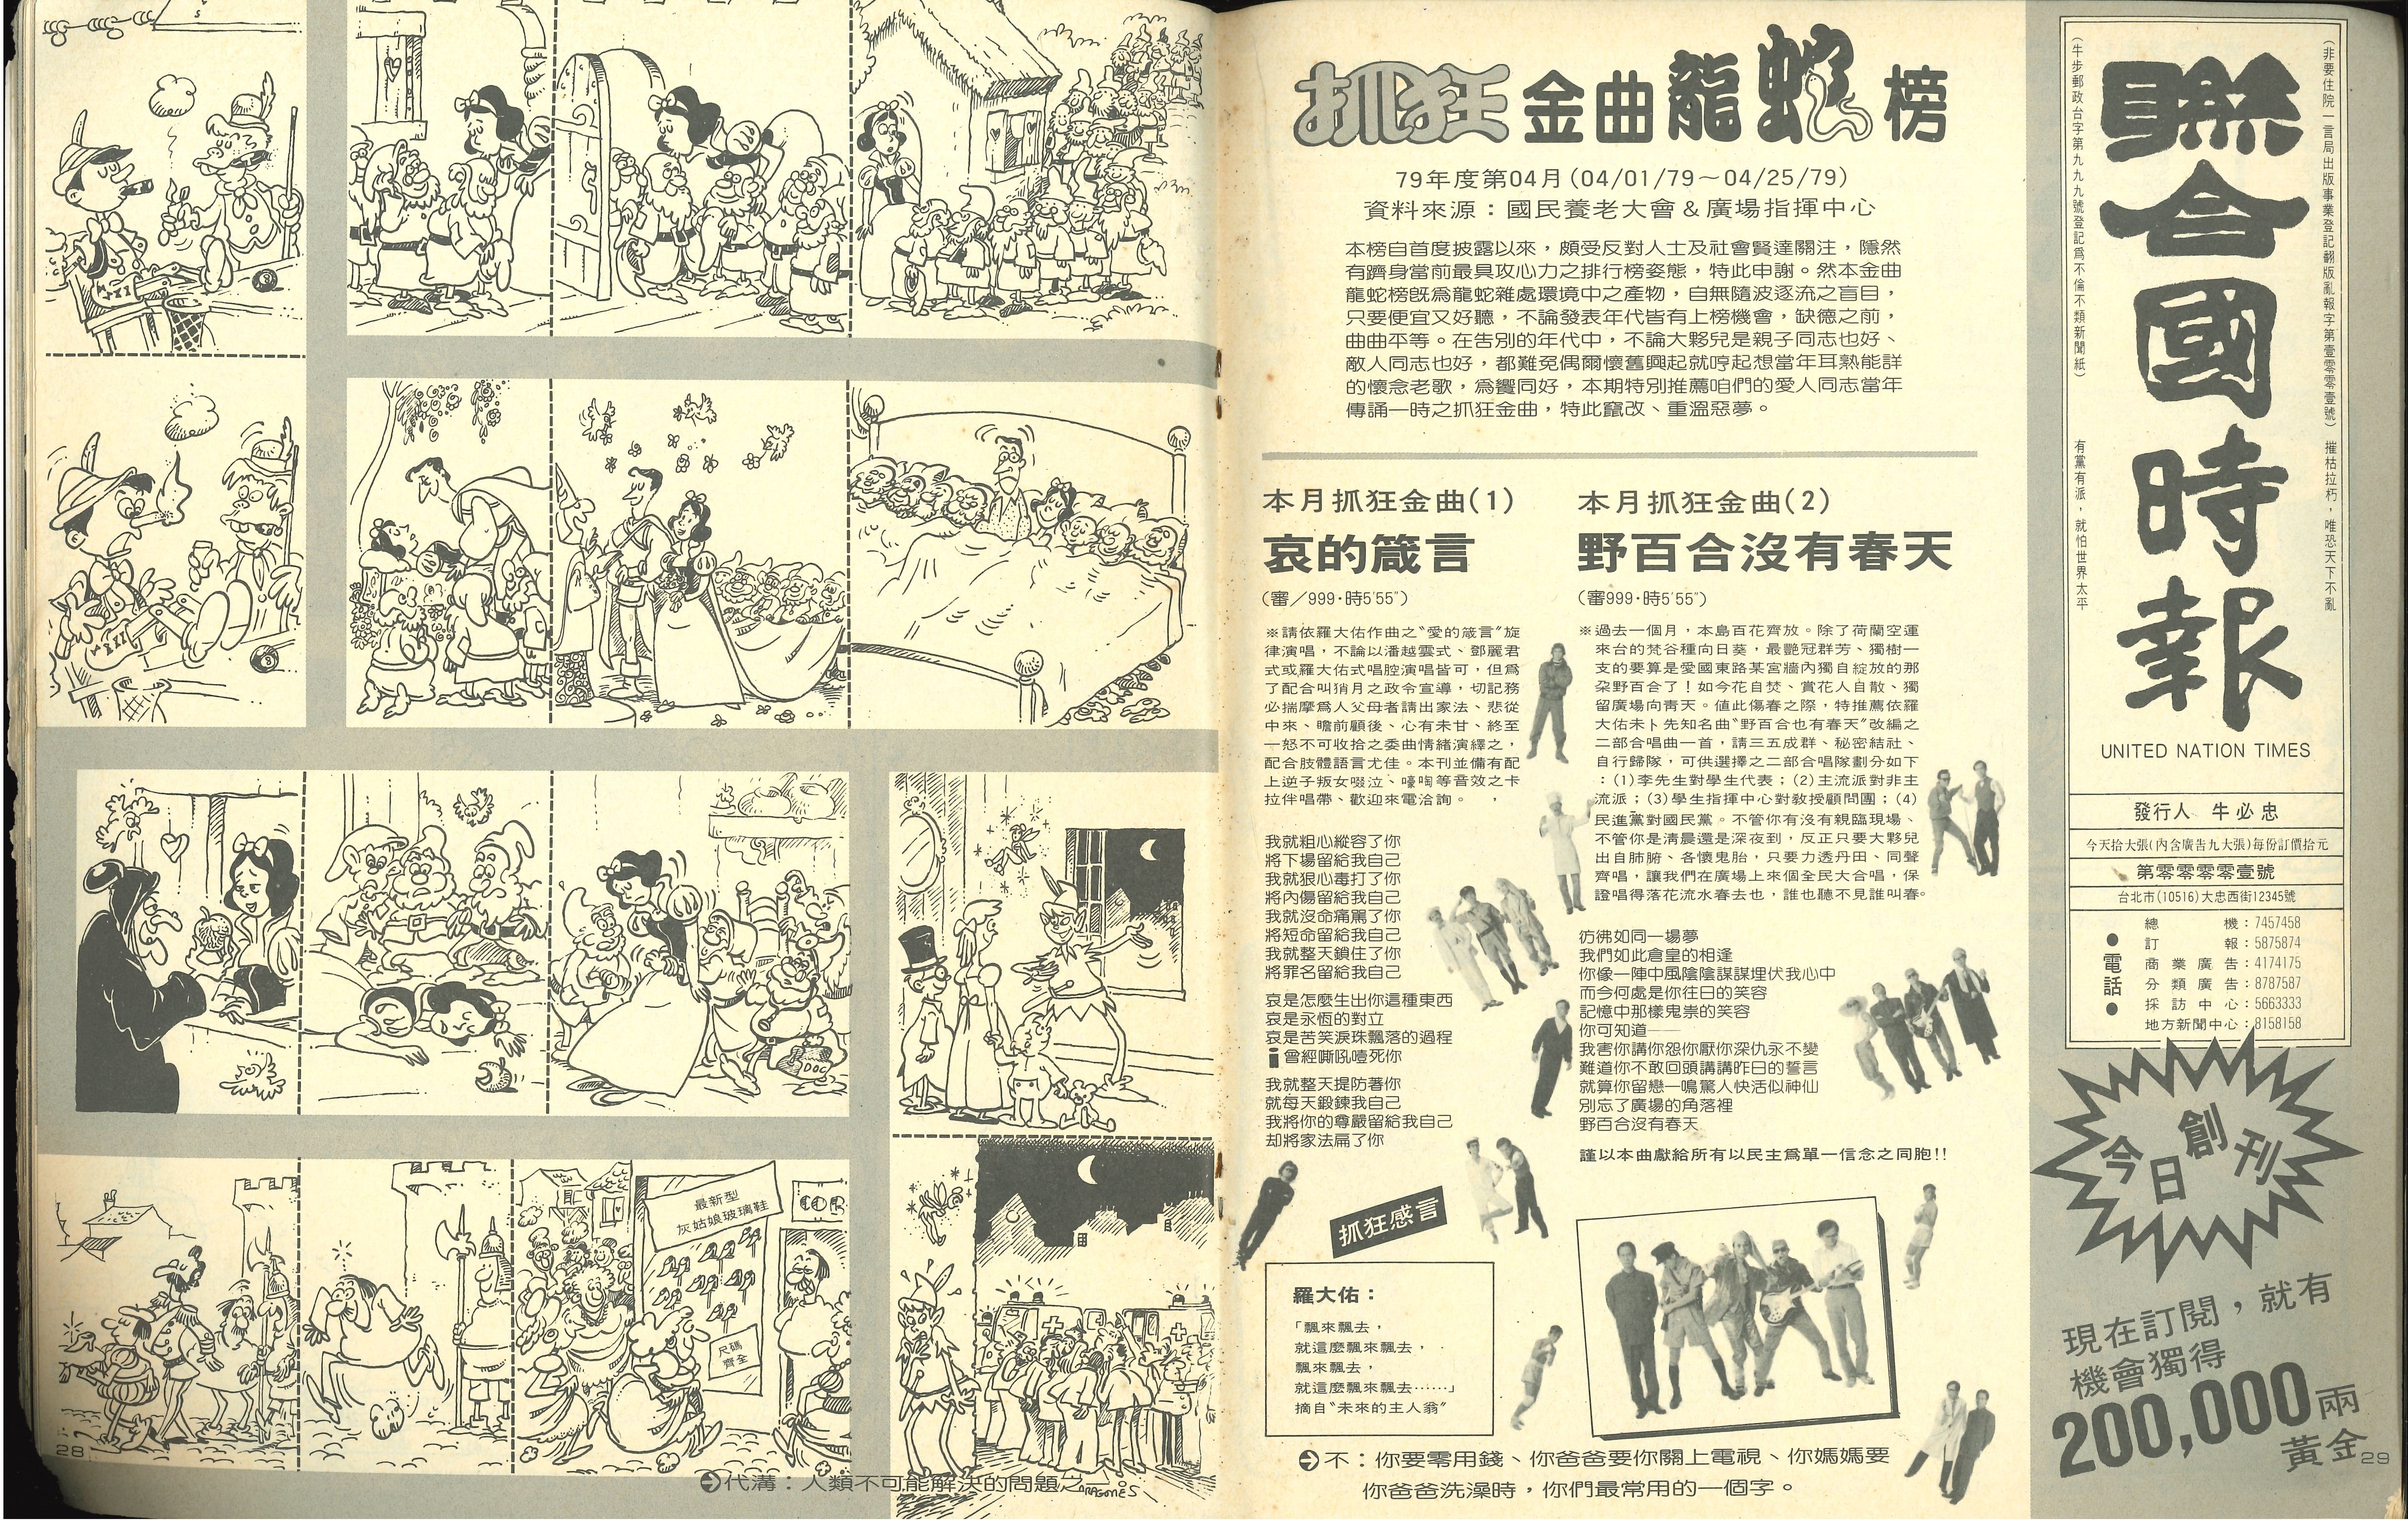 最新型
灰姑娘玻璃鞋
尺碼
齊全
DOC
ARAGONÉS
28
➔代溝：人類不可能解決的問題之一。
抓狂金曲龍蛇榜
79年度第04月(04/01/79～04/25/79)
資料來源：國民養老大會＆廣場指揮中心
本榜自首度披露以來，頗受反對人士及社會賢達關注，隱然
有躋身當前最具攻心力之排行榜姿態，特此申謝。然本金曲
龍蛇榜旣爲龍蛇雜處環境中之產物，自無隨波逐流之盲目，
只要便宜又好聽，不論發表年代皆有上榜機會，缺德之前，
曲曲平等。在告別的年代中，不論大夥兒是親子同志也好、
敵人同志也好，都難免偶爾懷舊興起就哼起想當年耳熟能詳
的懷念老歌，爲饗同好，本期特別推薦咱們的愛人同志當年
傳誦一時之抓狂金曲，特此竄改、重溫惡夢。
本月抓狂金曲(1)
哀的箴言
(審／999·時5′55″)
※請依羅大佑作曲之“愛的箴言”旋
律演唱，不論以潘越雲式、鄧麗君
式或羅大佑式唱腔演唱皆可，但爲
了配合叫猾月之政令宣導，切記務
必揣摩爲人父母者請出家法、悲從
中來、瞻前顧後、心有未甘、終至
一怒不可收拾之委曲情緒演繹之，
配合肢體語言尤佳。本刊並備有配
上逆子叛女啜泣、嚎啕等音效之卡
拉伴唱帶、歡迎來電洽詢。
我就粗心縱容了你
將下場留給我自己
我就狠心毒打了你
將內傷留給我自己
我就沒命痛罵了你
將短命留給我自己
我就整天鎖住了你
將罪名留給我自己
哀是怎麼生出你這種東西
哀是永恆的對立
哀是苦笑淚珠飄落的過程
曾經嘶吼噎死你
我就整天提防著你
就每天鍛鍊我自己
我將你的尊嚴留給我自己
却將家法扁了你
本月抓狂金曲(2)
野百合沒有春天
(審999·時5′55″)
※過去一個月，本島百花齊放。除了荷蘭空運
來台的梵谷種向日葵，最艷冠群芳、獨樹一
支的要算是愛國東路某宮牆內獨自綻放的那
朶野百合了！如今花自焚、賞花人自散、獨
留廣場向靑天。値此傷春之際，特推薦依羅
大佑未卜先知名曲“野百合也有春天”改編之
二部合唱曲一首，請三五成群、秘密結社、
自行歸隊，可供選擇之二部合唱隊劃分如下
：(1)李先生對學生代表；(2)主流派對非主
流派；(3)學生指揮中心對敎授顧問團；(4)
民進黨對國民黨。不管你有沒有親臨現場、
不管你是淸晨還是深夜到，反正只要大夥兒
出自肺腑、各懷鬼胎，只要力透丹田、同聲
齊唱，讓我們在廣場上來個全民大合唱，保
證唱得落花流水春去也，誰也聽不見誰叫春。
彷彿如同一場夢
我們如此倉皇的相逢
你像一陣中風陰陰謀謀埋伏我心中
而今何處是你往日的笑容
記憶中那樣鬼祟的笑容
你可知道——
我害你講你怨你厭你深仇永不變
難道你不敢回頭講講昨日的誓言
就算你留戀一鳴驚人快活似神仙
別忘了廣場的角落裡
野百合沒有春天
謹以本曲獻給所有以民主爲單一信念之同胞!!
抓狂感言
羅大佑：
「飄來飄去，
就這麼飄來飄去，
飄來飄去，
就這麼飄來飄去……」
摘自“未來的主人翁”
➔不：你要零用錢、你爸爸要你關上電視、你媽媽要
你爸爸洗澡時，你們最常用的一個字。
(非要住院一言局出版事業登記翻版亂報字第壹零零壹號) 摧枯拉朽，唯恐天下不亂
聯合國時報
(牛步郵政台字第九九九號登記爲不倫不類新聞紙) 有黨有派，就怕世界太平
UNITED NATION TIMES
發行人 牛必忠
今天拾大張(內含廣告九大張)每份訂價拾元
第零零零零壹號
台北市(10516)大忠西街12345號
●電話●
總機：7457458
訂報：5875874
商業廣告：4174175
分類廣告：8787587
採訪中心：5663333
地方新聞中心：8158158
今日創刊
現在訂閱，就有
機會獨得
200,000兩
黃金
29